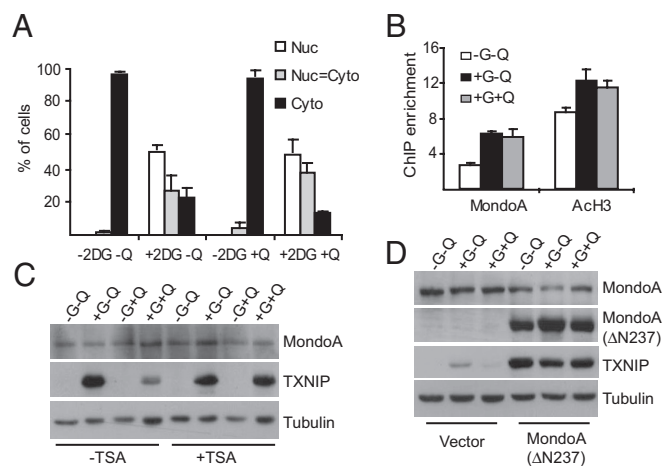 A
Nuc
Nuc=Cyto
Cyto
% of cells
100
80
60
40
20
-2DG -Q +2DG -Q -2DG +Q +2DG +Q
B
-G-Q
+G-Q
+G+Q
ChIP enrichment
16
12
8
4
MondoA AcH3
C
-G-Q +G-Q -G+Q +G+Q -G-Q +G-Q -G+Q +G+Q
MondoA
TXNIP
Tubulin
-TSA +TSA
D
-G-Q +G-Q +G+Q -G-Q +G-Q +G+Q
MondoA
MondoA
(ΔN237)
TXNIP
Tubulin
Vector MondoA
(ΔN237)